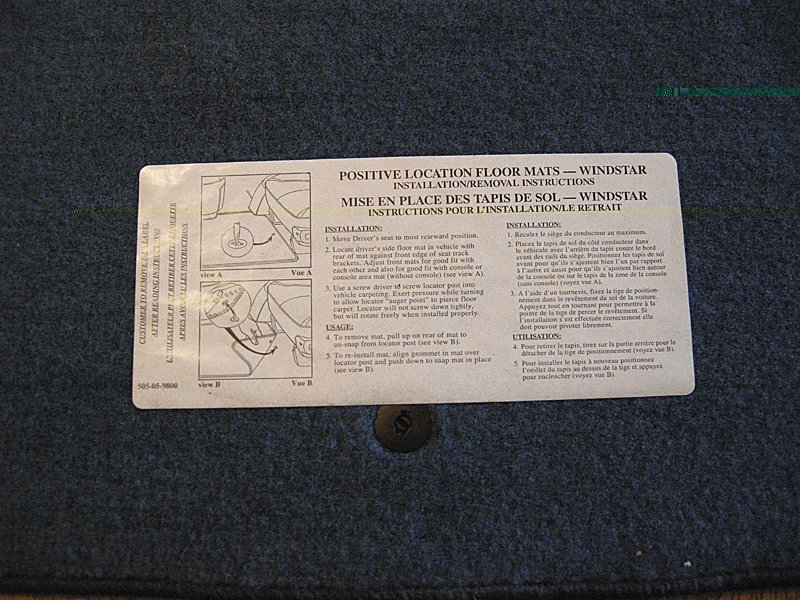 POSITIVE LOCATION FLOOR MATS — WINDSTAR
INSTALLATION/REMOVAL INSTRUCTIONS
MISE EN PLACE DES TAPIS DE SOL — WINDSTAR
INSTRUCTIONS POUR L'INSTALLATION/LE RETRAIT
CUSTOMER TO REMOVE LABEL
AFTER READING INSTRUCTIONS
L'UTILISATEUR PEUT RETIRER CETTE ÉTIQUETTE
APRÈS AVOIR LU LES INSTRUCTIONS
505-05-9800
view A
Vue A
view B
Vue B
INSTALLATION:
1. Move Driver's seat to most rearward position.
2. Locate driver's side floor mat in vehicle with
rear of mat against front edge of seat track
brackets. Adjust front mats for good fit with
each other and also for good fit with console or
console area mat (without console) (see view A).
3. Use a screw driver to screw locator post into
vehicle carpeting. Exert pressure while turning
to allow locator "auger point" to pierce floor
carpet. Locator will not screw down tightly,
but will rotate freely when installed properly.
USAGE:
4. To remove mat, pull up on rear of mat to
un-snap from locator post (see view B).
5. To re-install mat, align grommet in mat over
locator post and push down to snap mat in place
(see view B).
INSTALLATION:
1. Reculez le siège du conducteur au maximum.
2. Placez le tapis de sol du côté conducteur dans
le véhicule avec l'arrière du tapis contre le bord
avant des rails du siège. Positionnez les tapis de sol
avant pour qu'ils s'ajustent bien l'un par rapport
à l'autre et aussi pour qu'ils s'ajustent bien autour
de la console ou sur le tapis de la zone de la console
(sans console) (voyez vue A).
3. A l'aide d'un tournevis, fixez la tige de position-
nement dans le revêtement du sol de la voiture.
Appuyez tout en tournant pour permettre à la
pointe de la tige de percer le revêtement. Si
l'installation s'est effectuée correctement elle
doit pouvoir pivoter librement.
UTILISATION:
4. Pour retirer le tapis, tirez sur la partie arrière pour le
détacher de la tige de positionnement (voyez vue B).
5. Pour installer le tapis à nouveau positionnez
l'oeillet du tapis au dessus de la tige et appuyez
pour enclencher (voyez vue B).